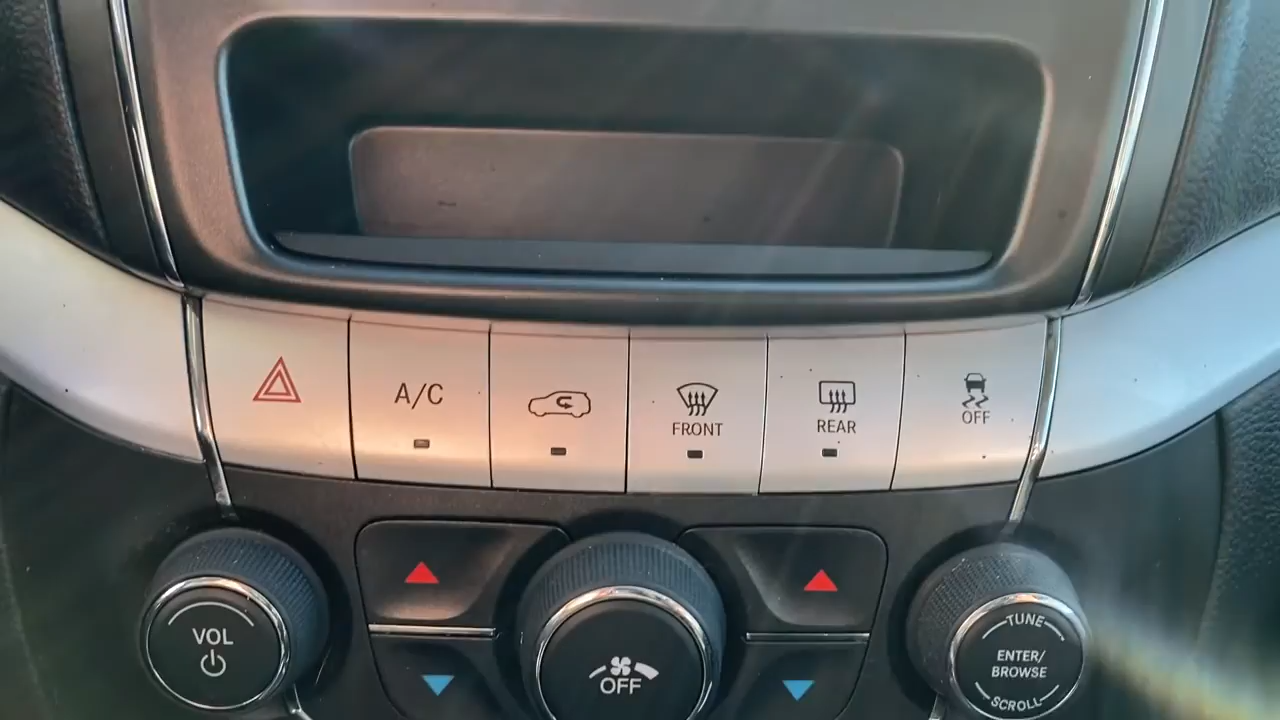 A/C
FRONT
REAR
OFF
VOL
OFF
TUNE
ENTER/
BROWSE
SCROLL